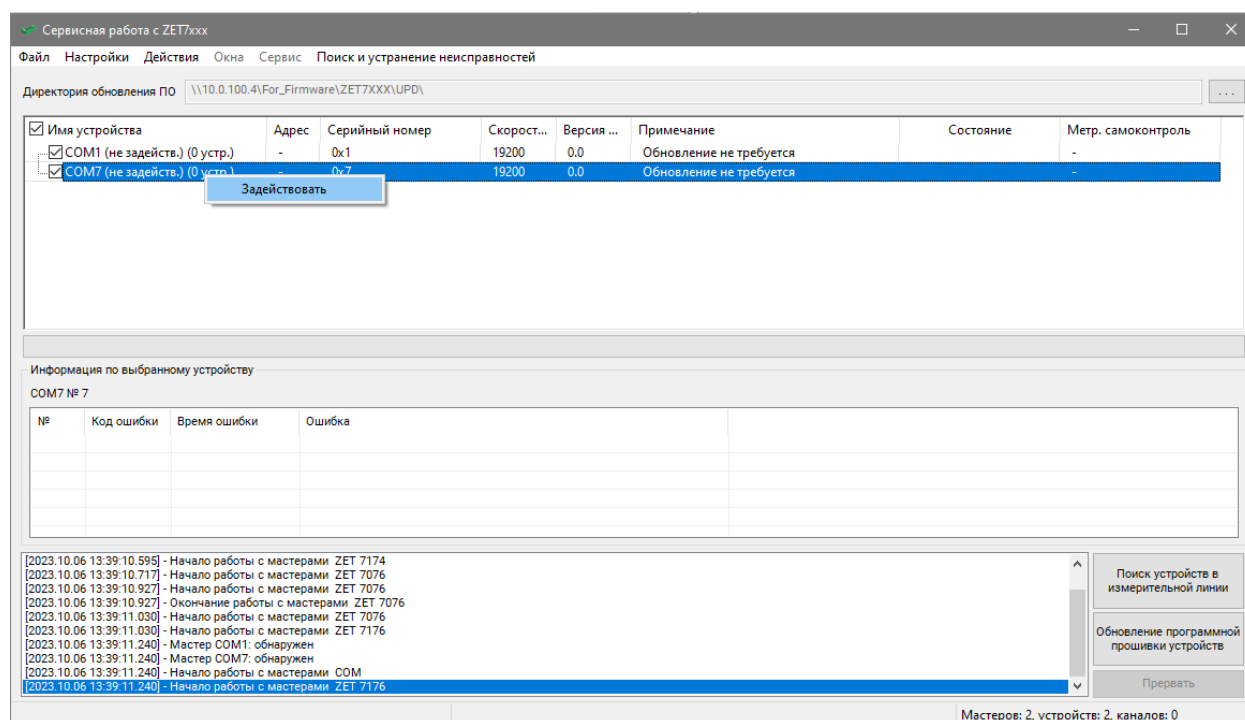 Сервисная работа с ZET7xxx
Файл Настройки Действия Окна Сервис Поиск и устранение неисправностей
Директория обновления ПО \\10.0.100.4\For_Firmware\ZET7XXX\UPD\ ...
Имя устройства Адрес Серийный номер Скорост... Версия ... Примечание Состояние Метр. самоконтроль
COM1 (не задейств.) (0 устр.) - 0x1 19200 0.0 Обновление не требуется -
COM7 (не задейств.) (0 устр.) - 0x7 19200 0.0 Обновление не требуется -
Задействовать
Информация по выбранному устройству
COM7 № 7
№ Код ошибки Время ошибки Ошибка
[2023.10.06 13:39:10.595] - Начало работы с мастерами ZET 7174
[2023.10.06 13:39:10.717] - Начало работы с мастерами ZET 7076
[2023.10.06 13:39:10.927] - Начало работы с мастерами ZET 7076
[2023.10.06 13:39:10.927] - Окончание работы с мастерами ZET 7076
[2023.10.06 13:39:11.030] - Начало работы с мастерами ZET 7076
[2023.10.06 13:39:11.030] - Начало работы с мастерами ZET 7176
[2023.10.06 13:39:11.240] - Мастер COM1: обнаружен
[2023.10.06 13:39:11.240] - Мастер COM7: обнаружен
[2023.10.06 13:39:11.240] - Начало работы с мастерами COM
[2023.10.06 13:39:11.240] - Начало работы с мастерами ZET 7176
Поиск устройств в
измерительной линии
Обновление программной
прошивки устройств
Прервать
Мастеров: 2, устройств: 2, каналов: 0